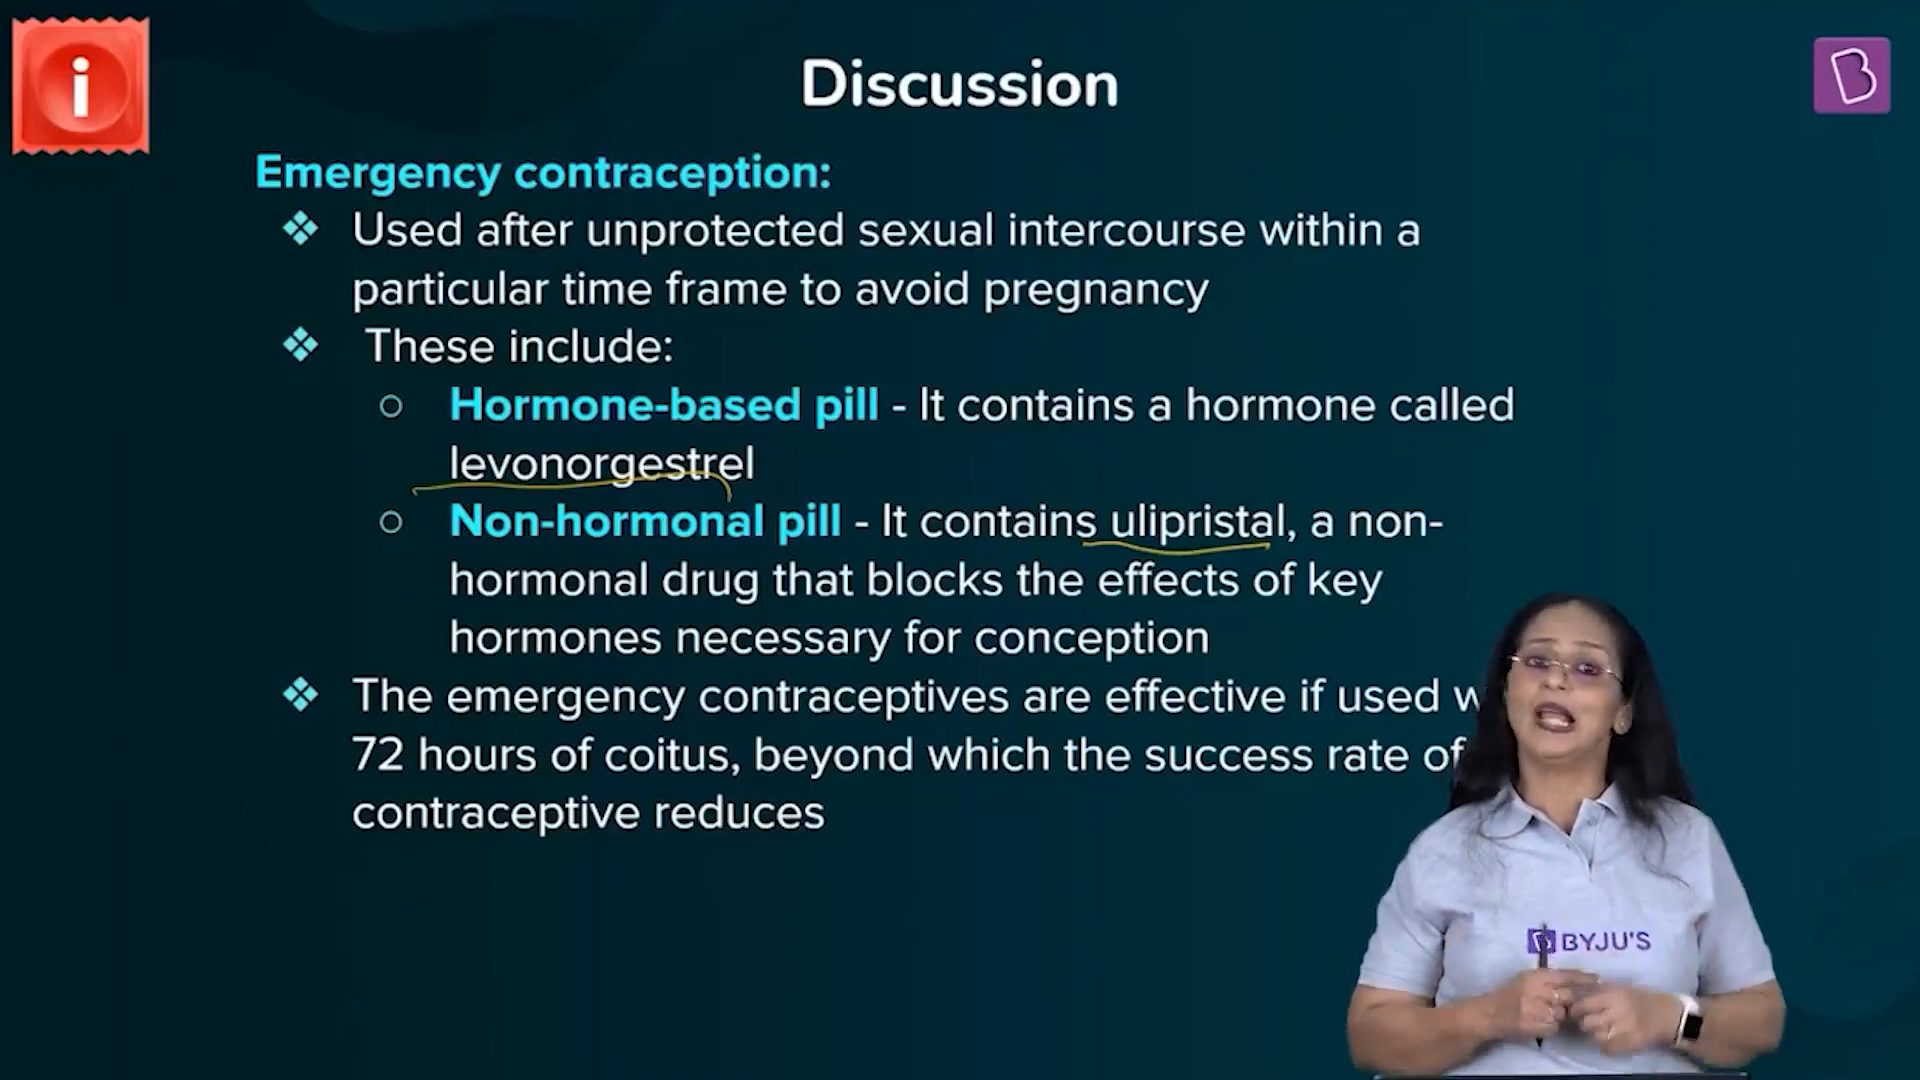 Discussion
Emergency contraception:
❖ Used after unprotected sexual intercourse within a
particular time frame to avoid pregnancy
❖ These include:
○ Hormone-based pill - It contains a hormone called
levonorgestrel
○ Non-hormonal pill - It contains ulipristal, a non-
hormonal drug that blocks the effects of key
hormones necessary for conception
❖ The emergency contraceptives are effective if used
72 hours of coitus, beyond which the success rate of
contraceptive reduces
i
B
BYJU'S